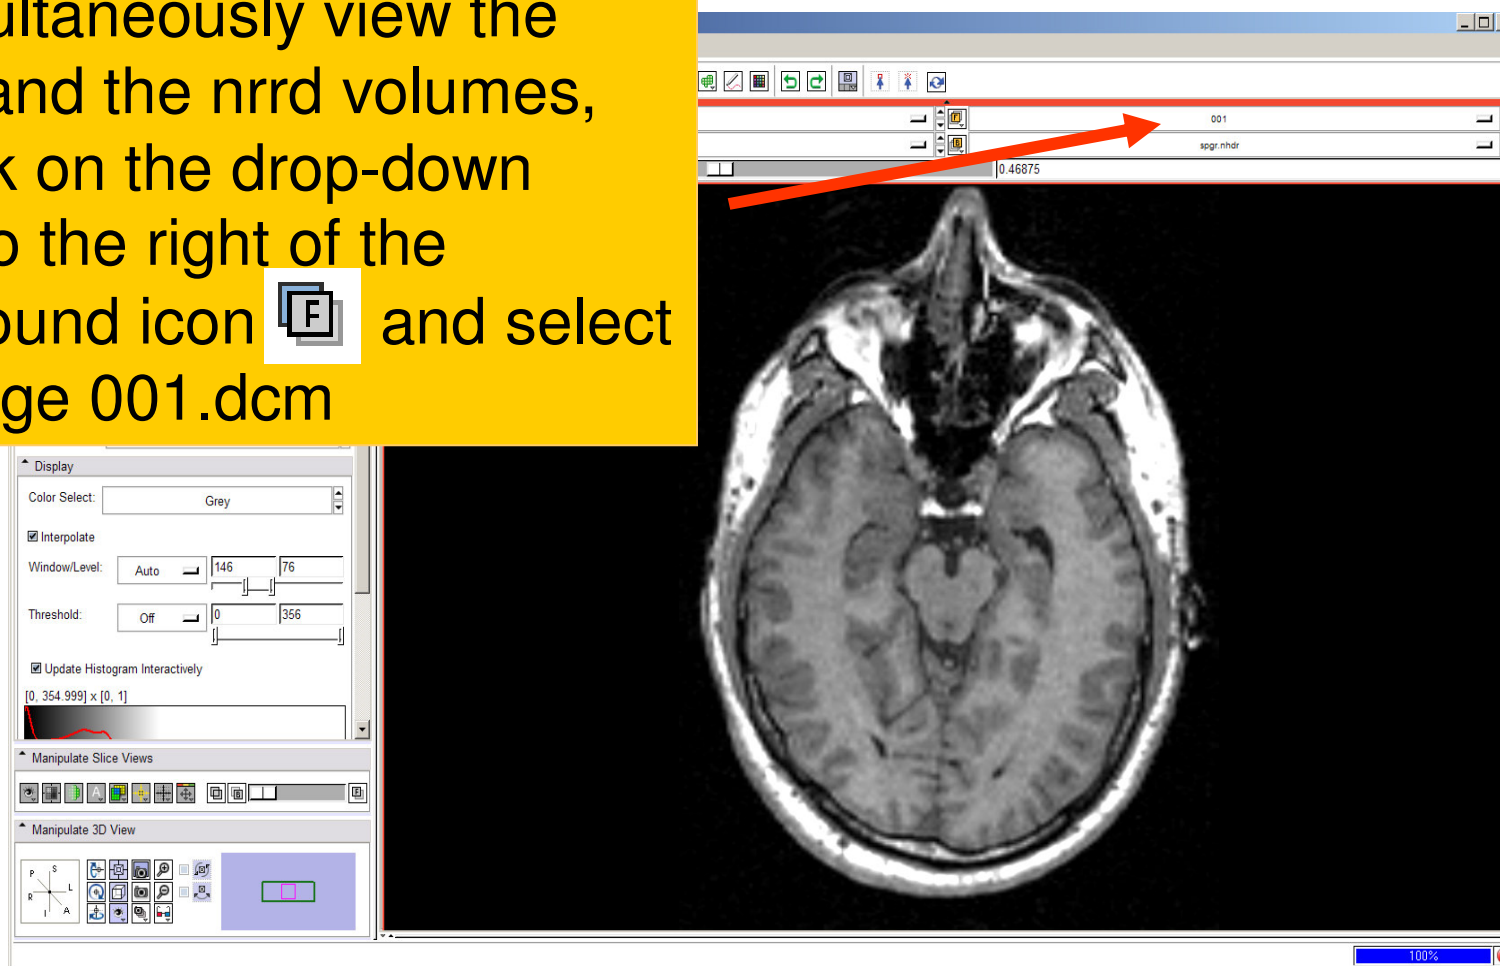 ultaneously view the
and the nrrd volumes,
k on the drop-down
o the right of the
ound icon F and select
ge 001.dcm
001
spgr.nhdr
0.46875
Display
Color Select: Grey
Interpolate
Window/Level: Auto 146 76
Threshold: Off 0 356
Update Histogram Interactively
[0, 354.999] x [0, 1]
Manipulate Slice Views
Manipulate 3D View
P S
R L
I A
100%